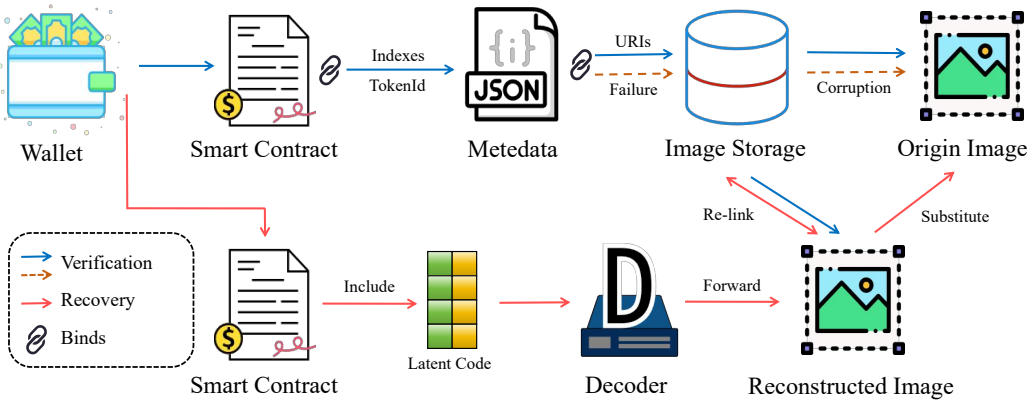 Indexes
TokenId
{i}
JSON
URIs
Failure
Corruption
$
Wallet
Smart Contract
Metedata
Image Storage
Origin Image
Re-link
Substitute
Verification
Recovery
Binds
$
Include
D
Forward
Latent Code
Smart Contract
Decoder
Reconstructed Image